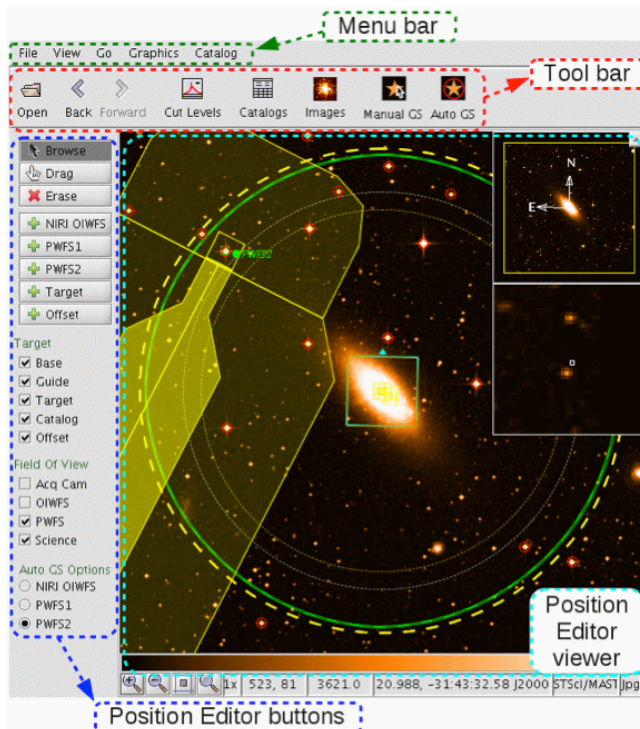 Menu bar
File View Go Graphics Catalog
Tool bar
Open Back Forward Cut Levels Catalogs Images Manual GS Auto GS
Browse
Drag
Erase
NIRI OIWFS
PWFS1
PWFS2
Target
Offset
Target
Base
Guide
Target
Catalog
Offset
Field Of View
Acq Cam
OIWFS
PWFS
Science
Auto GS Options
NIRI OIWFS
PWFS1
PWFS2
PWFS2
N
E
Position
Editor
viewer
1x 523, 81 3621.0 20.988, -31:43:32.58 J2000 STSci/MAST Jpg
Position Editor buttons